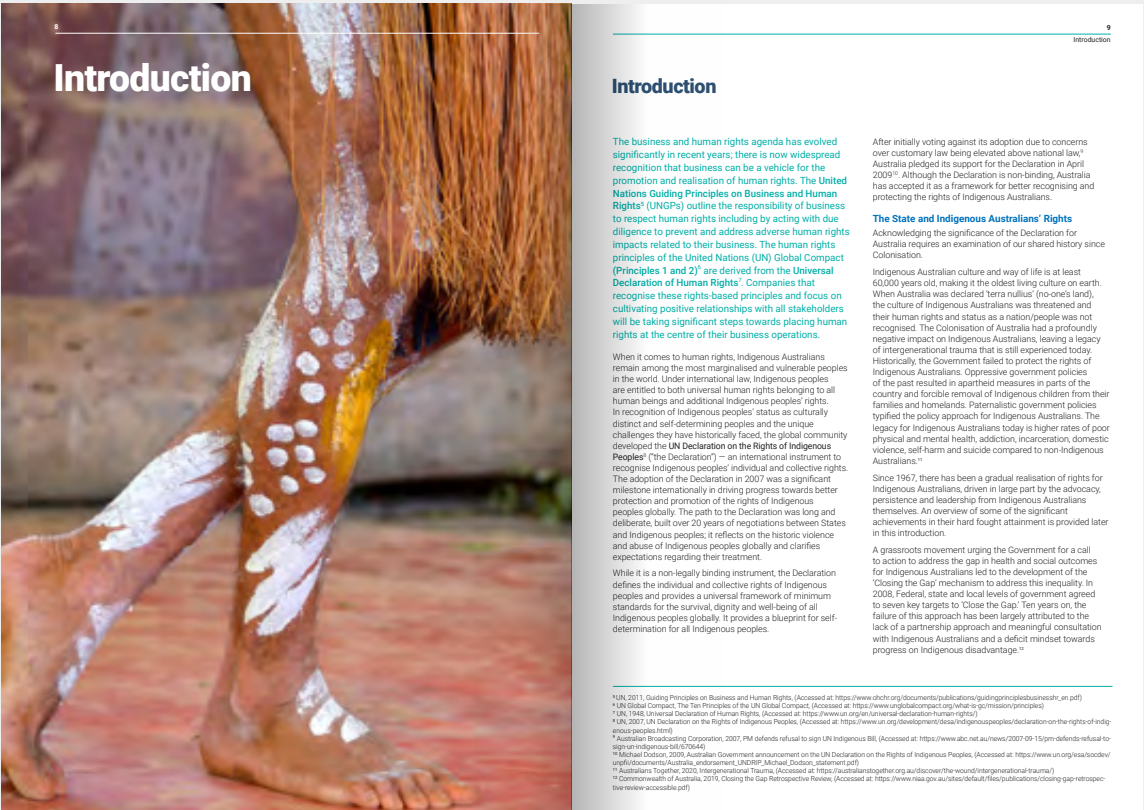 8
Introduction
9
Introduction
Introduction
The business and human rights agenda has evolved
significantly in recent years; there is now widespread
recognition that business can be a vehicle for the
promotion and realisation of human rights. The United
Nations Guiding Principles on Business and Human
Rights⁵ (UNGPs) outline the responsibility of business
to respect human rights including by acting with due
diligence to prevent and address adverse human rights
impacts related to their business. The human rights
principles of the United Nations (UN) Global Compact
(Principles 1 and 2)⁶ are derived from the Universal
Declaration of Human Rights⁷. Companies that
recognise these rights-based principles and focus on
cultivating positive relationships with all stakeholders
will be taking significant steps towards placing human
rights at the centre of their business operations.
When it comes to human rights, Indigenous Australians
remain among the most marginalised and vulnerable peoples
in the world. Under international law, Indigenous peoples
are entitled to both universal human rights belonging to all
human beings and additional Indigenous peoples' rights.
In recognition of Indigenous peoples' status as culturally
distinct and self-determining peoples and the unique
challenges they have historically faced, the global community
developed the UN Declaration on the Rights of Indigenous
Peoples⁸ ("the Declaration") — an international instrument to
recognise Indigenous peoples' individual and collective rights.
The adoption of the Declaration in 2007 was a significant
milestone internationally in driving progress towards better
protection and promotion of the rights of Indigenous
peoples globally. The path to the Declaration was long and
deliberate, built over 20 years of negotiations between States
and Indigenous peoples; it reflects on the historic violence
and abuse of Indigenous peoples globally and clarifies
expectations regarding their treatment.
While it is a non-legally binding instrument, the Declaration
defines the individual and collective rights of Indigenous
peoples and provides a universal framework of minimum
standards for the survival, dignity and well-being of all
Indigenous peoples globally. It provides a blueprint for self-
determination for all Indigenous peoples.
After initially voting against its adoption due to concerns
over customary law being elevated above national law,⁹
Australia pledged its support for the Declaration in April
2009¹⁰. Although the Declaration is non-binding, Australia
has accepted it as a framework for better recognising and
protecting the rights of Indigenous Australians.
The State and Indigenous Australians' Rights
Acknowledging the significance of the Declaration for
Australia requires an examination of our shared history since
Colonisation.
Indigenous Australian culture and way of life is at least
60,000 years old, making it the oldest living culture on earth.
When Australia was declared 'terra nullius' (no-one's land),
the culture of Indigenous Australians was threatened and
their human rights and status as a nation/people was not
recognised. The Colonisation of Australia had a profoundly
negative impact on Indigenous Australians, leaving a legacy
of intergenerational trauma that is still experienced today.
Historically, the Government failed to protect the rights of
Indigenous Australians. Oppressive government policies
of the past resulted in apartheid measures in parts of the
country and forcible removal of Indigenous children from their
families and homelands. Paternalistic government policies
typified the policy approach for Indigenous Australians. The
legacy for Indigenous Australians today is higher rates of poor
physical and mental health, addiction, incarceration, domestic
violence, self-harm and suicide compared to non-Indigenous
Australians.¹¹
Since 1967, there has been a gradual realisation of rights for
Indigenous Australians, driven in large part by the advocacy,
persistence and leadership from Indigenous Australians
themselves. An overview of some of the significant
achievements in their hard fought attainment is provided later
in this introduction.
A grassroots movement urging the Government for a call
to action to address the gap in health and social outcomes
for Indigenous Australians led to the development of the
'Closing the Gap' mechanism to address this inequality. In
2008, Federal, state and local levels of government agreed
to seven key targets to 'Close the Gap.' Ten years on, the
failure of this approach has been largely attributed to the
lack of a partnership approach and meaningful consultation
with Indigenous Australians and a deficit mindset towards
progress on Indigenous disadvantage.¹²
⁵ UN, 2011, Guiding Principles on Business and Human Rights, (Accessed at: https://www.ohchr.org/documents/publications/guidingprinciplesbusinesshr_en.pdf)
⁶ UN Global Compact, The Ten Principles of the UN Global Compact, (Accessed at: https://www.unglobalcompact.org/what-is-gc/mission/principles)
⁷ UN, 1948, Universal Declaration of Human Rights, (Accessed at: https://www.un.org/en/universal-declaration-human-rights/)
⁸ UN, 2007, UN Declaration on the Rights of Indigenous Peoples, (Accessed at: https://www.un.org/development/desa/indigenouspeoples/declaration-on-the-rights-of-indig-
enous-peoples.html)
⁹ Australian Broadcasting Corporation, 2007, PM defends refusal to sign UN Indigenous Bill, (Accessed at: https://www.abc.net.au/news/2007-09-15/pm-defends-refusal-to-
sign-un-indigenous-bill/670644)
¹⁰ Michael Dodson, 2009, Australian Government announcement on the UN Declaration on the Rights of Indigenous Peoples, (Accessed at: https://www.un.org/esa/socdev/
unpfii/documents/Australia_endorsement_UNDRIP_Michael_Dodson_statement.pdf)
¹¹ Australians Together, 2020, Intergenerational Trauma, (Accessed at: https://australianstogether.org.au/discover/the-wound/intergenerational-trauma/)
¹² Commonwealth of Australia, 2019, Closing the Gap Retrospective Review, (Accessed at: https://www.niaa.gov.au/sites/default/files/publications/closing-gap-retrospec-
tive-review-accessible.pdf)